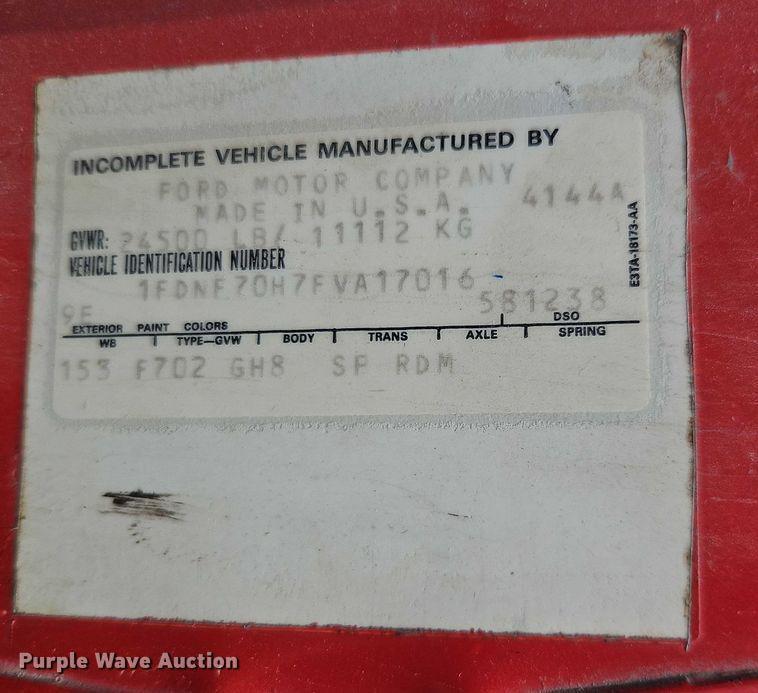 INCOMPLETE VEHICLE MANUFACTURED BY
FORD MOTOR COMPANY
MADE IN U.S.A. 4144A
GVWR: 24500 LB/ 11112 KG
VEHICLE IDENTIFICATION NUMBER
1FDNF70H7FVA17016
9E 581238
EXTERIOR PAINT COLORS DSO
WB TYPE—GVW BODY TRANS AXLE SPRING
153 F702 GH8 SP RDM
E3TA-18173-AA
Purple Wave Auction